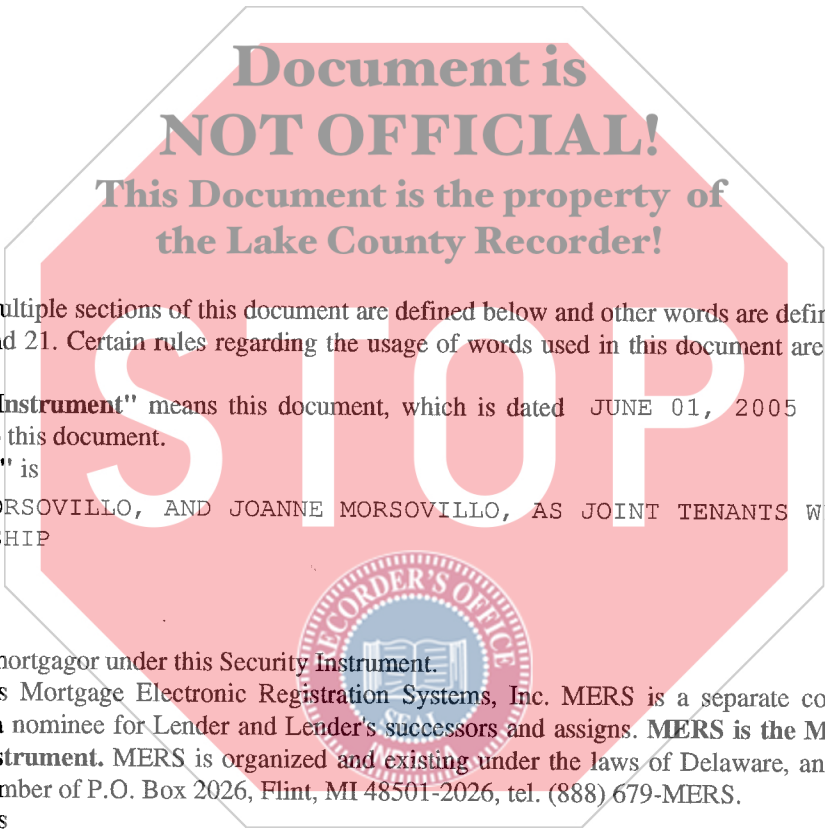 Document is
NOT OFFICIAL!
This Document is the property of
the Lake County Recorder!
ultiple sections of this document are defined below and other words are defin
d 21. Certain rules regarding the usage of words used in this document are
Instrument" means this document, which is dated JUNE 01, 2005
this document.
" is
STOP
ORSOVILLO, AND JOANNE MORSOVILLO, AS JOINT TENANTS W
SHIP
RECORDER'S OFFICE
SEAL
INDIANA
mortgagor under this Security Instrument.
s Mortgage Electronic Registration Systems, Inc. MERS is a separate co
nominee for Lender and Lender's successors and assigns. MERS is the M
strument. MERS is organized and existing under the laws of Delaware, an
mber of P.O. Box 2026, Flint, MI 48501-2026, tel. (888) 679-MERS.
s